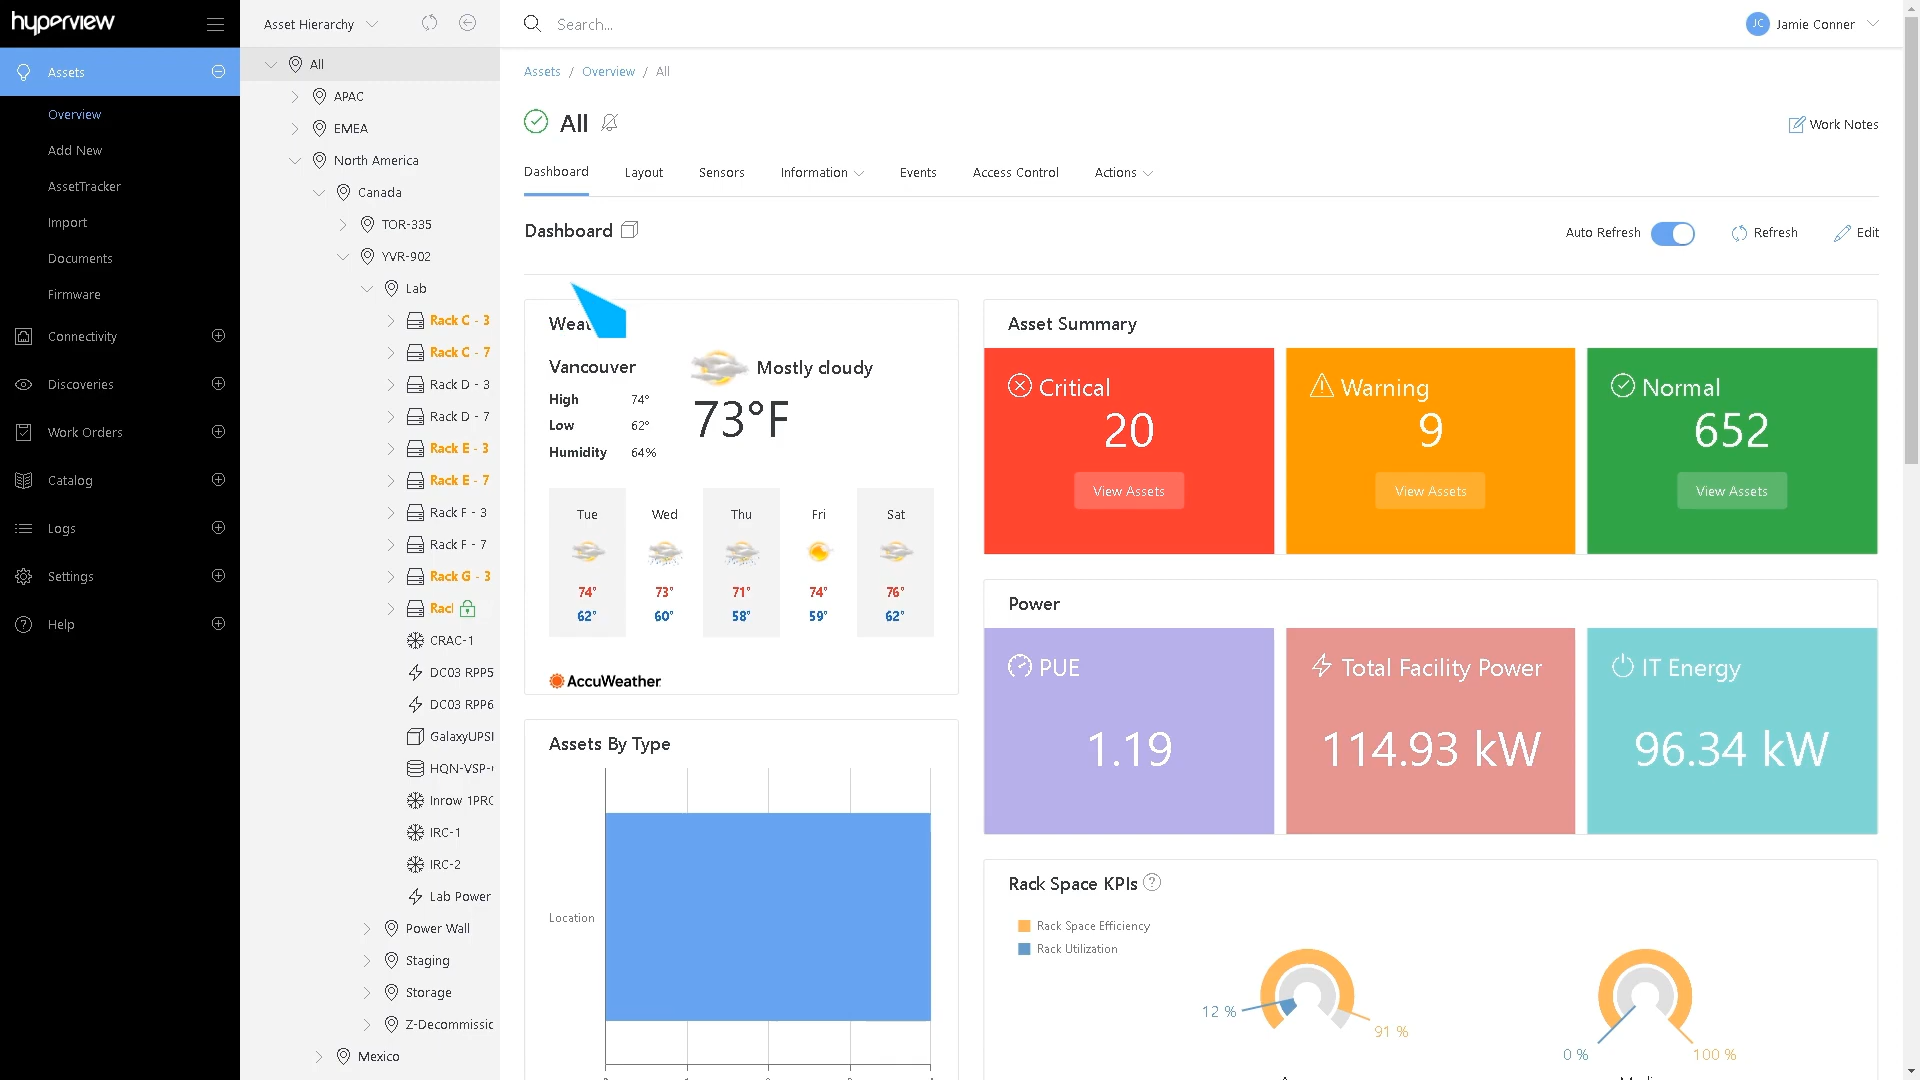 hyperview
Assets
Overview
Add New
AssetTracker
Import
Documents
Firmware
Connectivity
Discoveries
Work Orders
Catalog
Logs
Settings
Help
Asset Hierarchy
All
APAC
EMEA
North America
Canada
TOR-335
YVR-902
Lab
Rack C - 3
Rack C - 7
Rack D - 3
Rack D - 7
Rack E - 3
Rack E - 7
Rack F - 3
Rack F - 7
Rack G - 3
CRAC-1
DC03 RPP5
DC03 RPP6
GalaxyUPS
HQN-VSP-
Inrow 1PRC
IRC-1
IRC-2
Lab Power
Power Wall
Staging
Storage
Z-Decommissic
Mexico
Search...
JC Jamie Conner
Assets / Overview / All
All
Work Notes
Dashboard Layout Sensors Information Events Access Control Actions
Dashboard
Auto Refresh Refresh Edit
Vancouver
Mostly cloudy
High 74°
Low 62°
Humidity 64%
73°F
Tue Wed Thu Fri Sat
74° 73° 71° 74° 76°
62° 60° 58° 59° 62°
AccuWeather
Assets By Type
Location
Asset Summary
Critical
20
View Assets
Warning
9
View Assets
Normal
652
View Assets
Power
PUE
1.19
Total Facility Power
114.93 kW
IT Energy
96.34 kW
Rack Space KPIs
Rack Space Efficiency
Rack Utilization
12 %
91 %
0 %
100 %